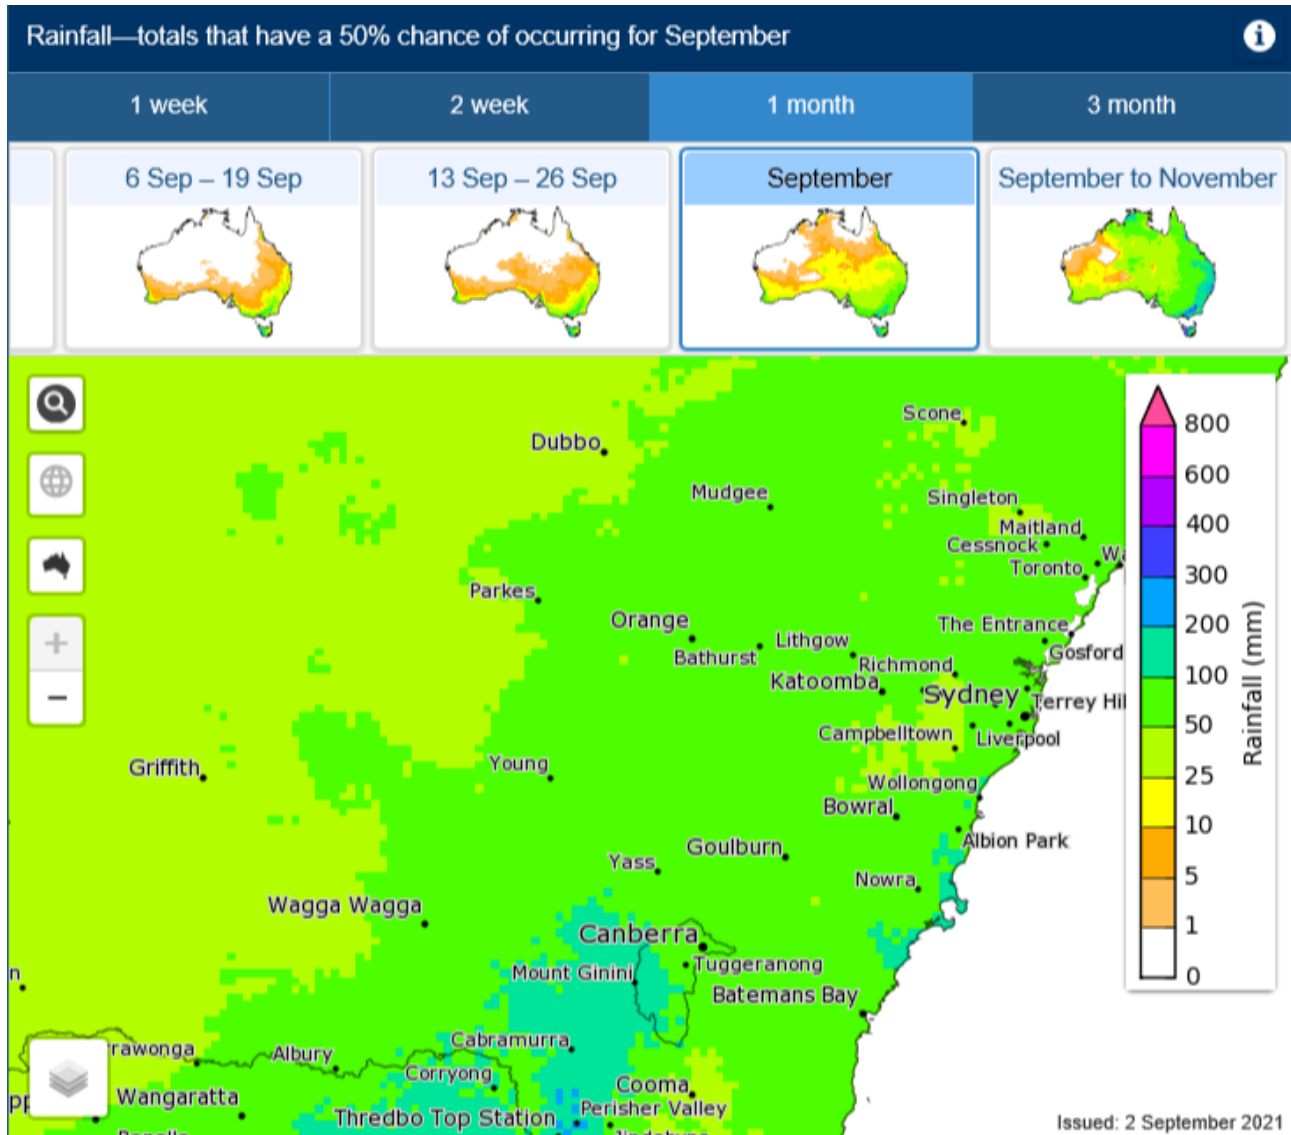 Rainfall—totals that have a 50% chance of occurring for September
1 week
2 week
1 month
3 month
6 Sep – 19 Sep
13 Sep – 26 Sep
September
September to November
Scone
Dubbo
Mudgee
Singleton
Maitland
Cessnock
Wa
Toronto
Parkes
Orange
The Entrance
Lithgow
Bathurst
Gosford
Richmond
Katoomba
Sydney
Terrey Hil
Campbelltown
Liverpool
Griffith
Young
Wollongong
Bowral
Albion Park
Goulburn
Yass
Nowra
Wagga Wagga
Canberra
Tuggeranong
Mount Ginini
n
Batemans Bay
rrawonga
Albury
Cabramurra
Corryong
Cooma
Wangaratta
pp
Perisher Valley
Thredbo Top Station
800
600
400
300
200
100
50
25
10
5
1
0
Rainfall (mm)
Issued: 2 September 2021